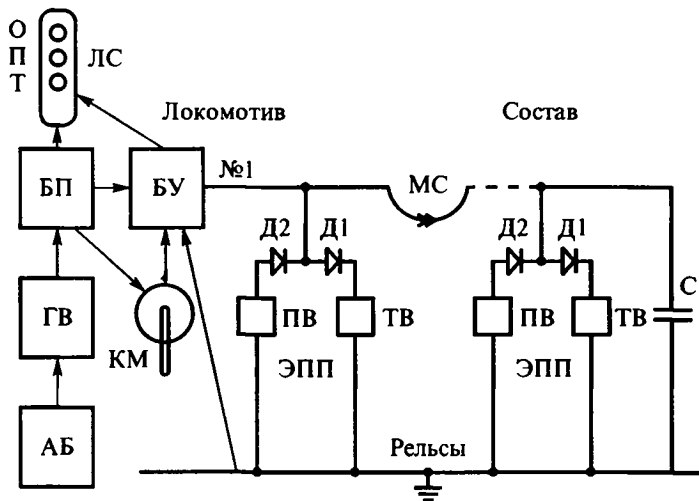 О
П
Т
ЛС
Локомотив
Состав
БП
БУ
№1
МС
Д2
Д1
Д2
Д1
С
ГВ
КМ
ПВ
ТВ
ПВ
ТВ
ЭПП
ЭПП
АБ
Рельсы